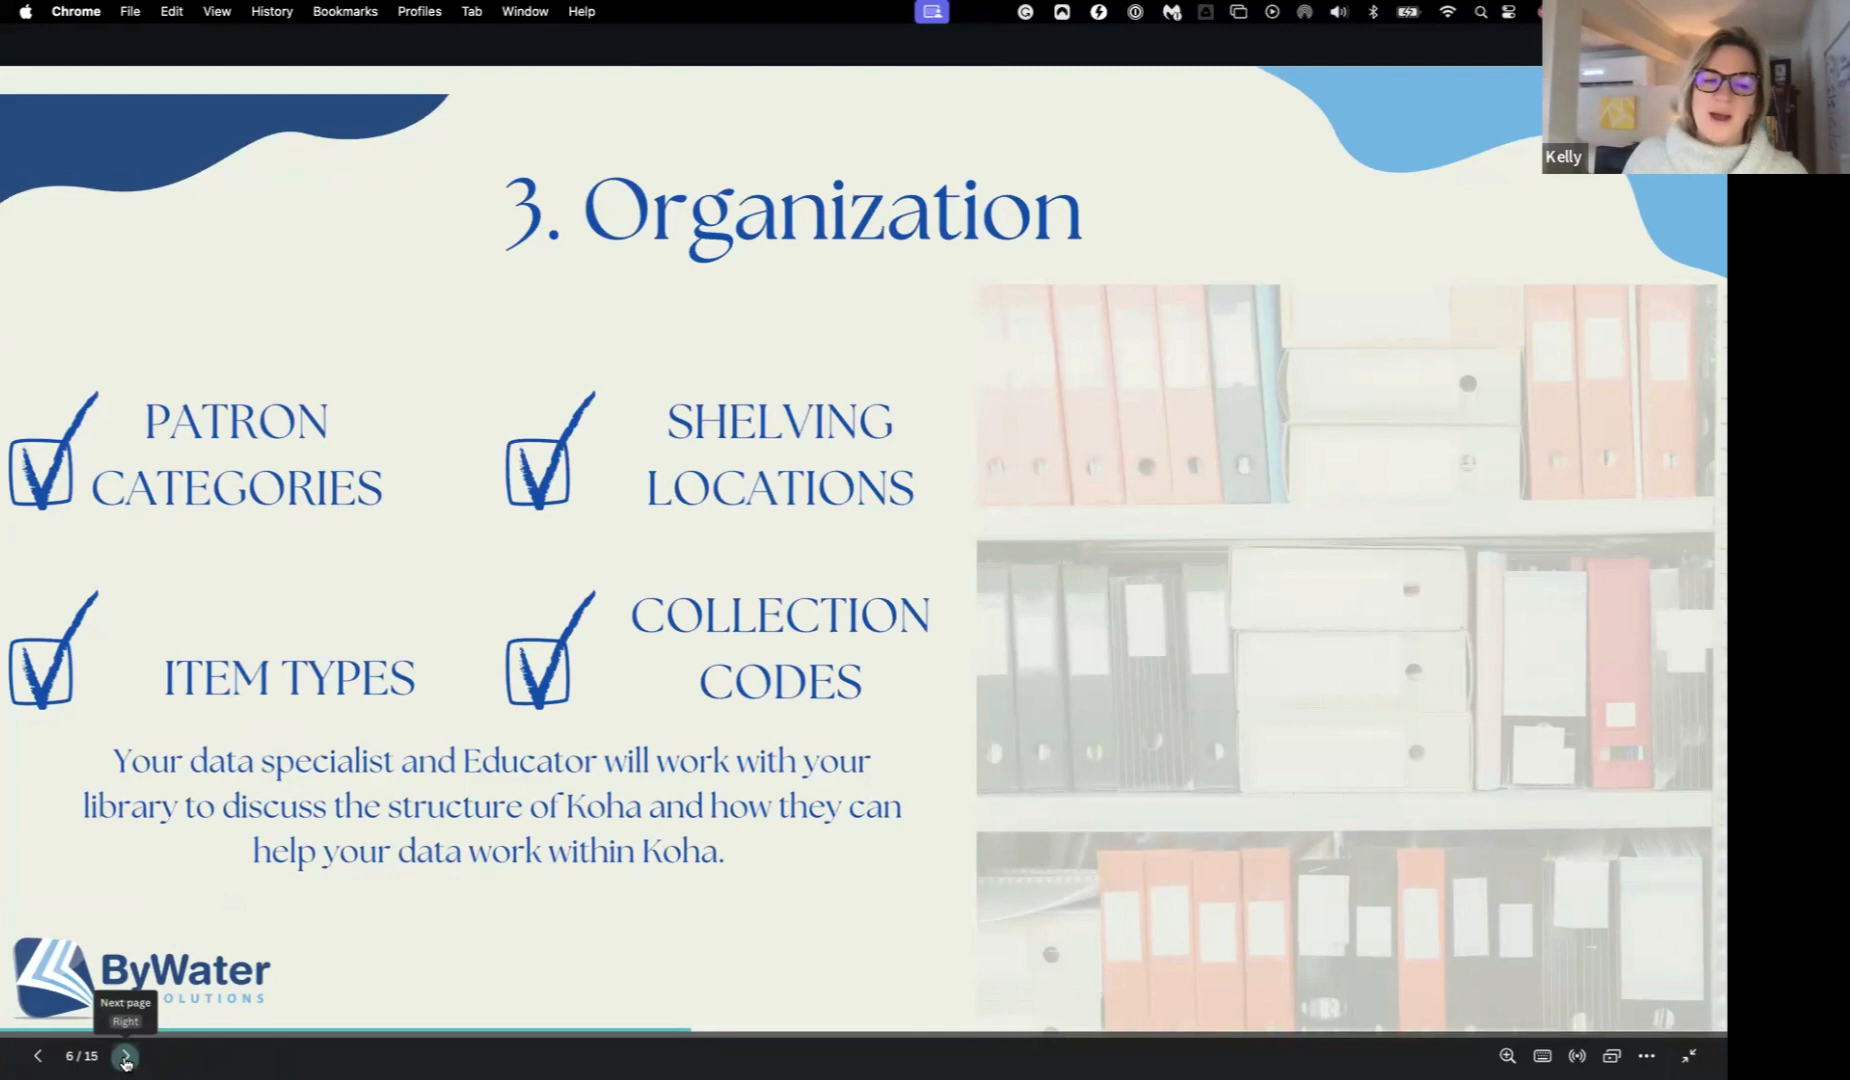 Chrome File Edit View History Bookmarks Profiles Tab Window Help
Kelly
3. Organization
PATRON
CATEGORIES
SHELVING
LOCATIONS
ITEM TYPES
COLLECTION
CODES
Your data specialist and Educator will work with your
library to discuss the structure of Koha and how they can
help your data work within Koha.
ByWater
OLUTIONS
Next page
Right
6 / 15